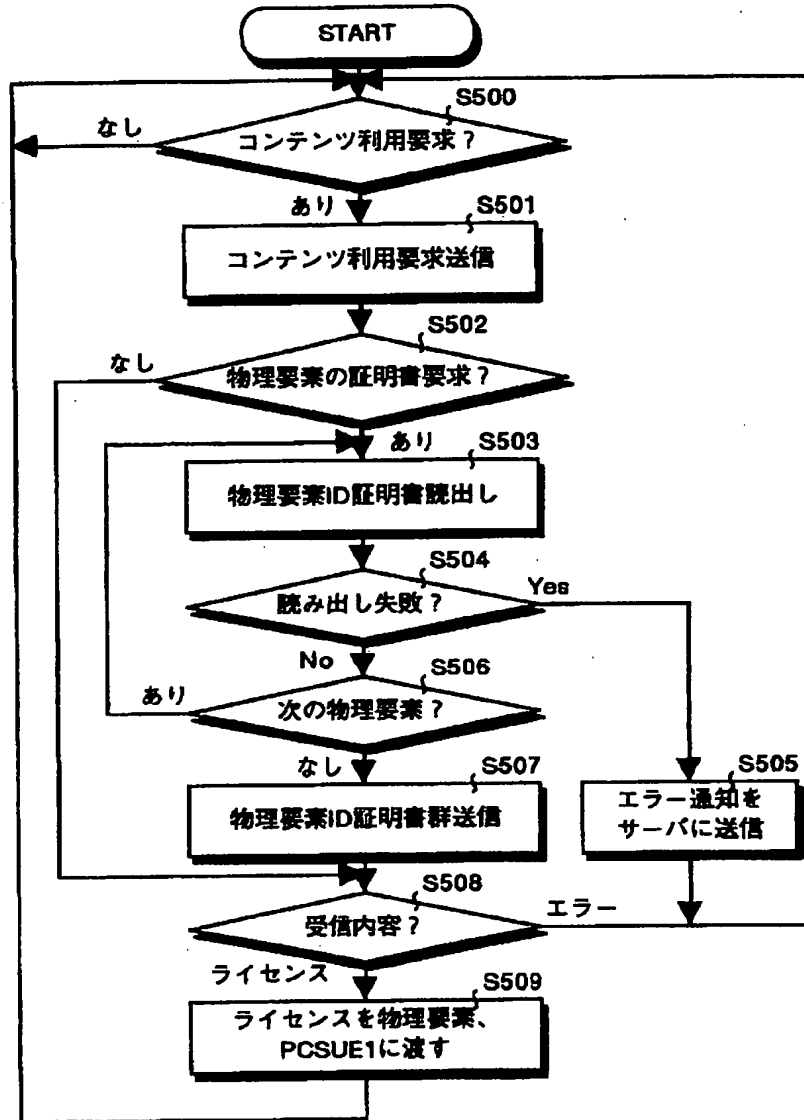 START
S500
なし
コンテンツ利用要求？
あり
S501
コンテンツ利用要求送信
S502
なし
物理要素の証明書要求？
あり
S503
物理要素ID証明書読出し
S504
読み出し失敗？
Yes
No
S506
あり
次の物理要素？
なし
S507
物理要素ID証明書群送信
S505
エラー通知を
サーバに送信
S508
受信内容？
エラー
ライセンス
S509
ライセンスを物理要素、
PCSUE1に渡す